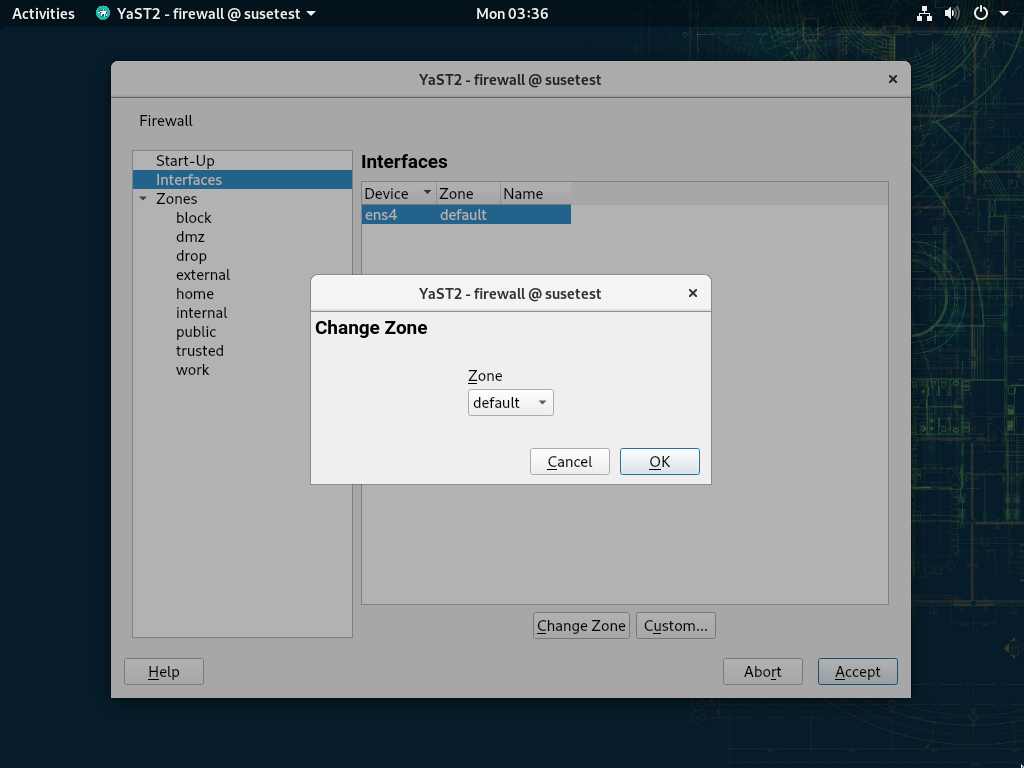 Activities YaST2 - firewall @ susetest Mon 03:36
YaST2 - firewall @ susetest
Firewall
Start-Up
Interfaces
Zones
block
dmz
drop
external
home
internal
public
trusted
work
Interfaces
Device Zone Name
ens4 default
YaST2 - firewall @ susetest
Change Zone
Zone
default
Cancel OK
Change Zone Custom...
Help Abort Accept